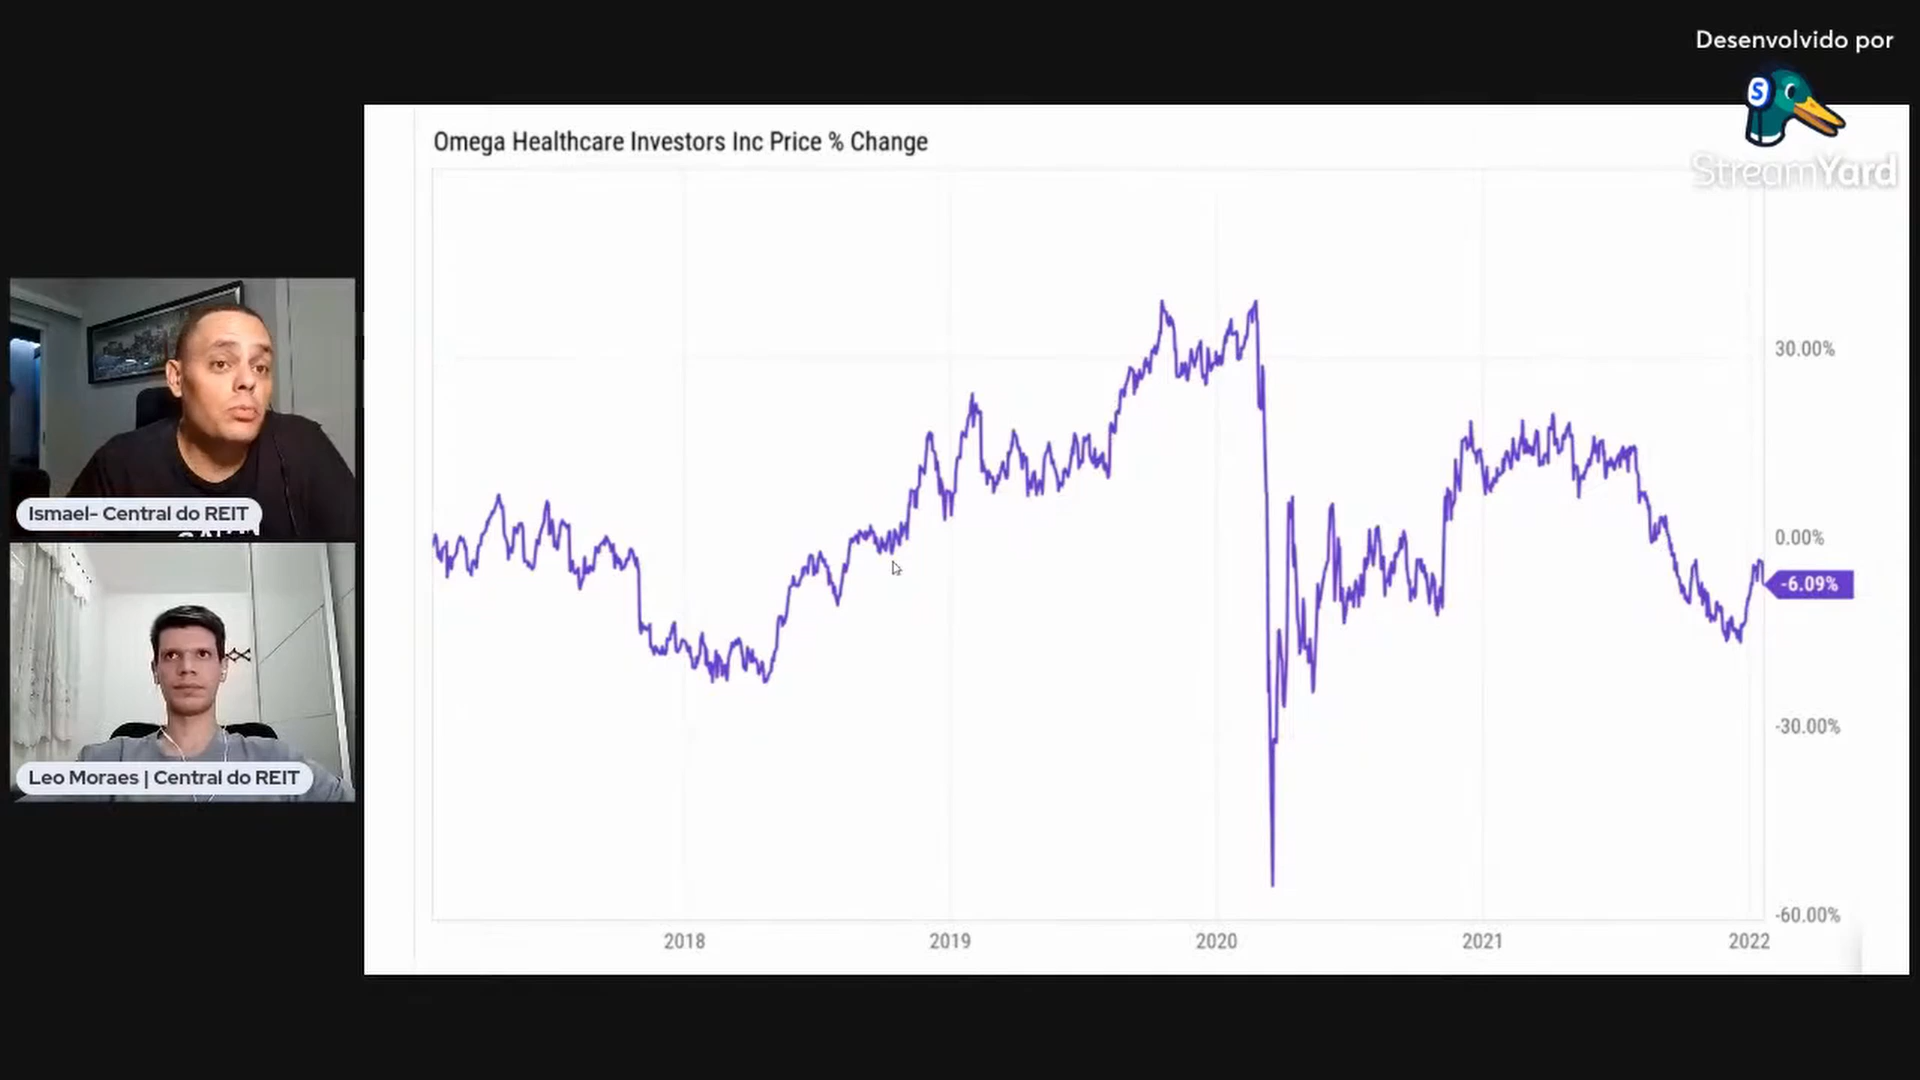 Desenvolvido por
S
StreamYard
Omega Healthcare Investors Inc Price % Change
30.00%
0.00%
-6.09%
-30.00%
-60.00%
2018
2019
2020
2021
2022
Ismael- Central do REIT
Leo Moraes | Central do REIT